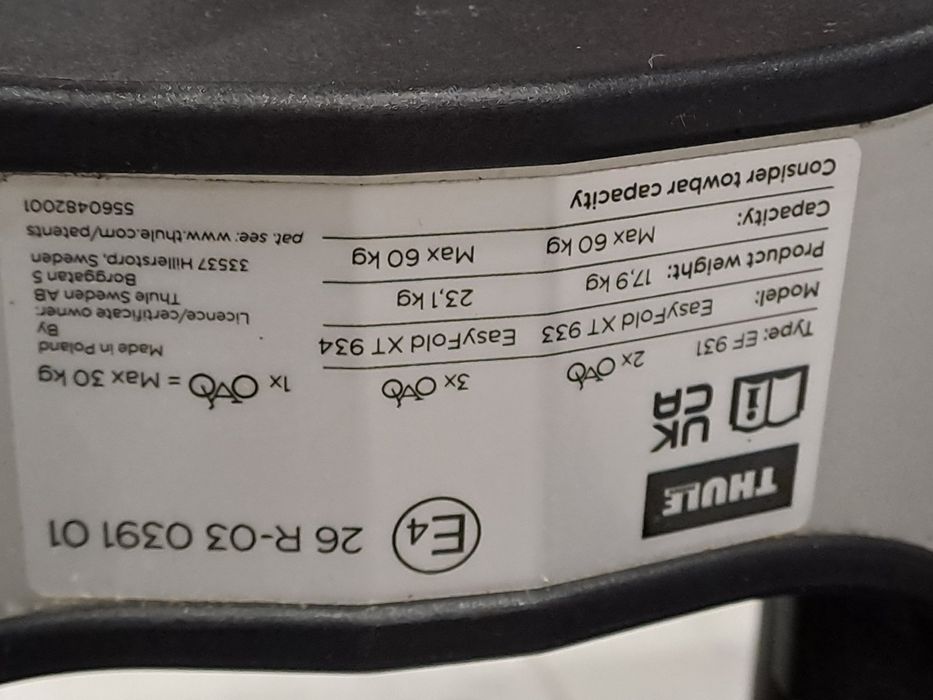 THULE
SWEDEN
E4 26 R-03 0391 01
UK
CA
Type: EF 931 2x 3x 1x = Max 30 kg
Model: EasyFold XT 933 EasyFold XT 934
Product weight: 17,9 kg 23,1 kg
Capacity: Max 60 kg Max 60 kg
Consider towbar capacity
Made in Poland
By
Licence/certificate owner:
Thule Sweden AB
Borggatan 5
33537 Hillerstorp, Sweden
pat. see: www.thule.com/patents
5560482001